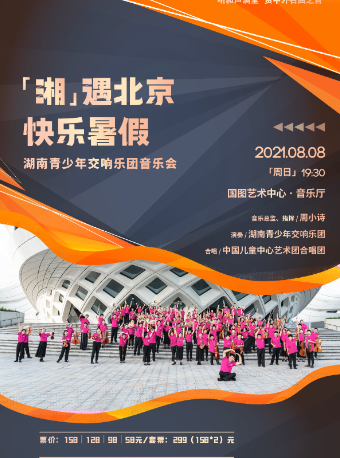 「湘」遇北京
快乐暑假
湖南青少年交响乐团音乐会
2021.08.08
「周日」19:30
国图艺术中心·音乐厅
音乐总监、指挥/周小诗
演奏/湖南青少年交响乐团
合唱/中国儿童中心艺术团合唱团
票价：158｜128｜98｜58元/套票：299（158*2）元